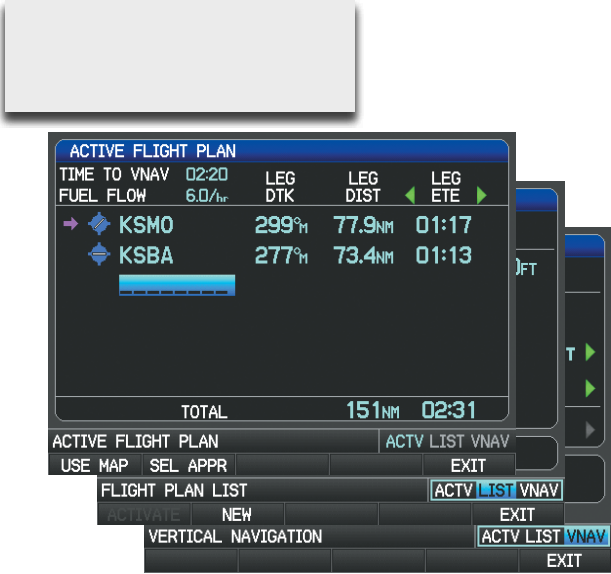 ACTIVE FLIGHT PLAN
TIME TO VNAV 02:20
FUEL FLOW 6.0/hr
LEG DTK
LEG DIST
LEG ETE
KSMO 299°M 77.9NM 01:17
KSBA 277°M 73.4NM 01:13
TOTAL 151NM 02:31
ACTIVE FLIGHT PLAN ACTV LIST VNAV
USE MAP SEL APPR EXIT
FT
T
FLIGHT PLAN LIST ACTV LIST VNAV
ACTIVATE NEW EXIT
VERTICAL NAVIGATION ACTV LIST VNAV
EXIT